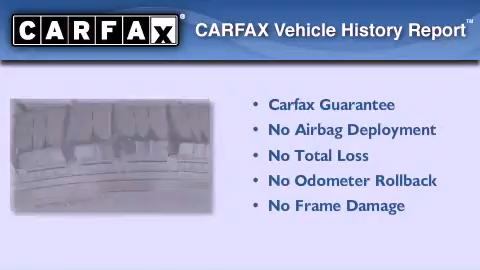 CARFAX® CARFAX Vehicle History Report™
• Carfax Guarantee
• No Airbag Deployment
• No Total Loss
• No Odometer Rollback
• No Frame Damage